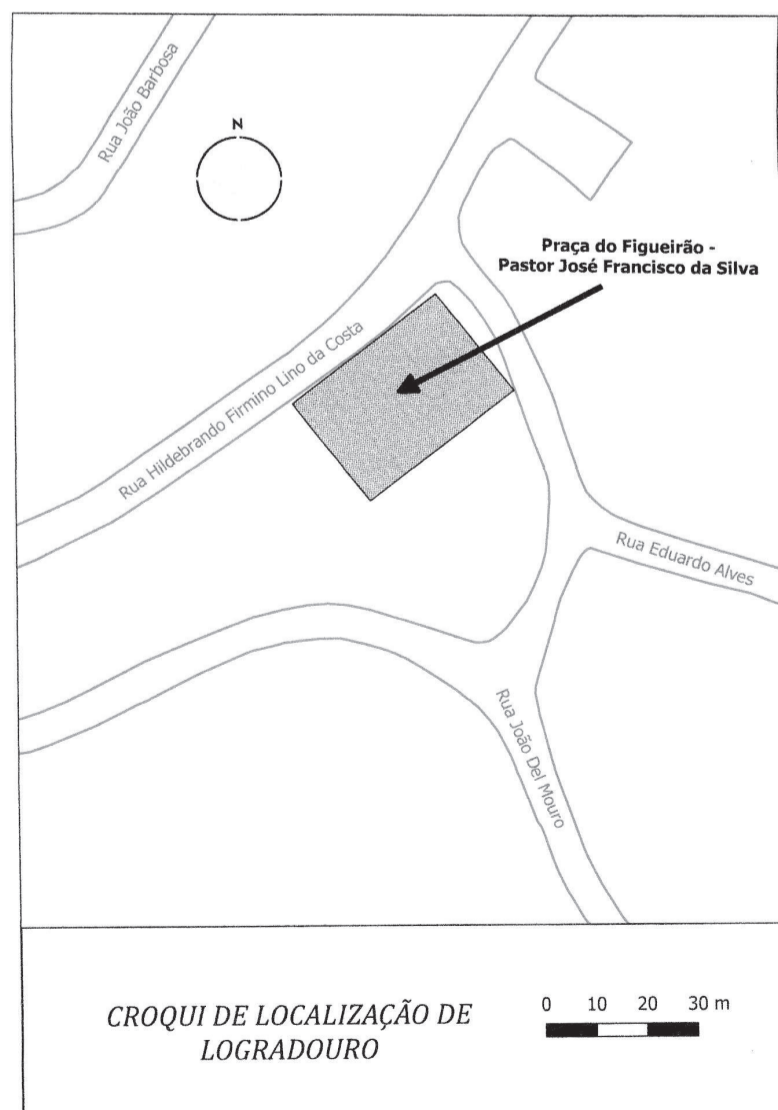 Rua João Barbosa
N
Praça do Figueirão -
Pastor José Francisco da Silva
Rua Hildebrando Firmino Lino da Costa
Rua Eduardo Alves
Rua João Del Mouro
CROQUI DE LOCALIZAÇÃO DE
LOGRADOURO
0 10 20 30 m